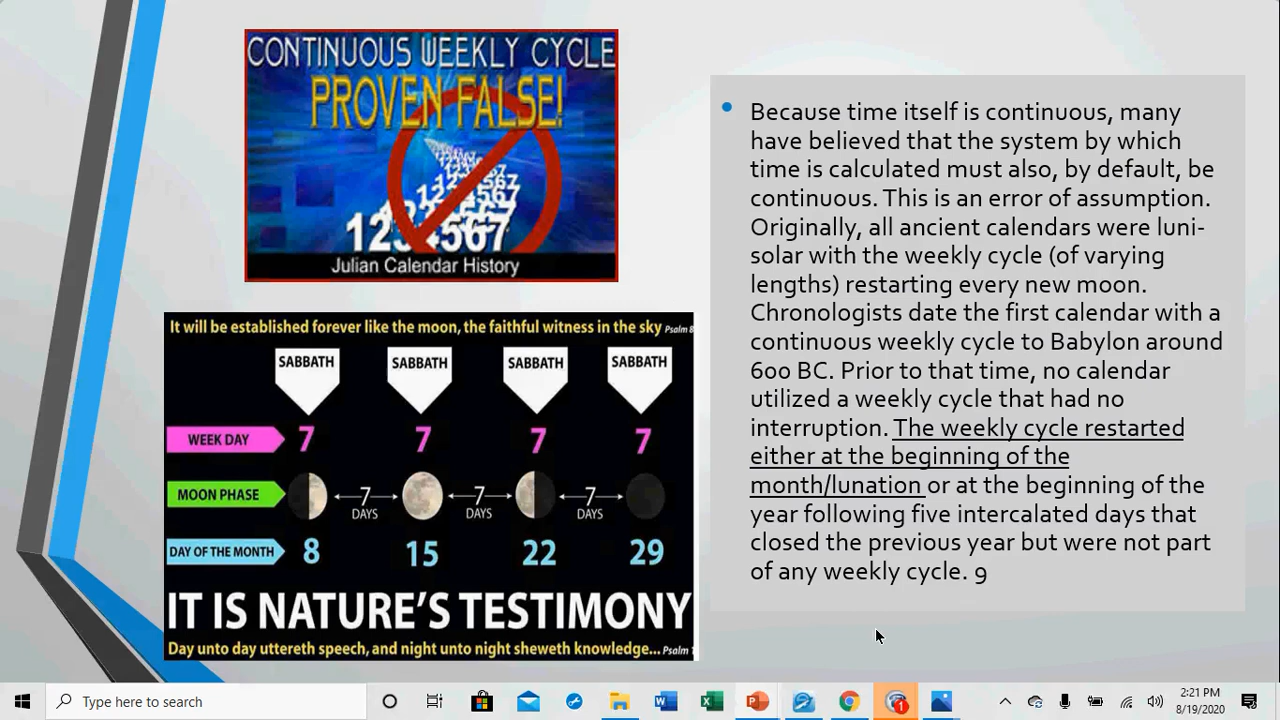 CONTINUOUS WEEKLY CYCLE
PROVEN FALSE!
1234567
Julian Calendar History
It will be established forever like the moon, the faithful witness in the sky Psalm 8
SABBATH SABBATH SABBATH SABBATH
WEEK DAY 7 7 7 7
MOON PHASE 7 DAYS 7 DAYS 7 DAYS
DAY OF THE MONTH 8 15 22 29
IT IS NATURE'S TESTIMONY
Day unto day uttereth speech, and night unto night sheweth knowledge... Psalm 1
Because time itself is continuous, many
have believed that the system by which
time is calculated must also, by default, be
continuous. This is an error of assumption.
Originally, all ancient calendars were luni-
solar with the weekly cycle (of varying
lengths) restarting every new moon.
Chronologists date the first calendar with a
continuous weekly cycle to Babylon around
600 BC. Prior to that time, no calendar
utilized a weekly cycle that had no
interruption. The weekly cycle restarted
either at the beginning of the
month/lunation or at the beginning of the
year following five intercalated days that
closed the previous year but were not part
of any weekly cycle. 9
Type here to search
2:21 PM
8/19/2020